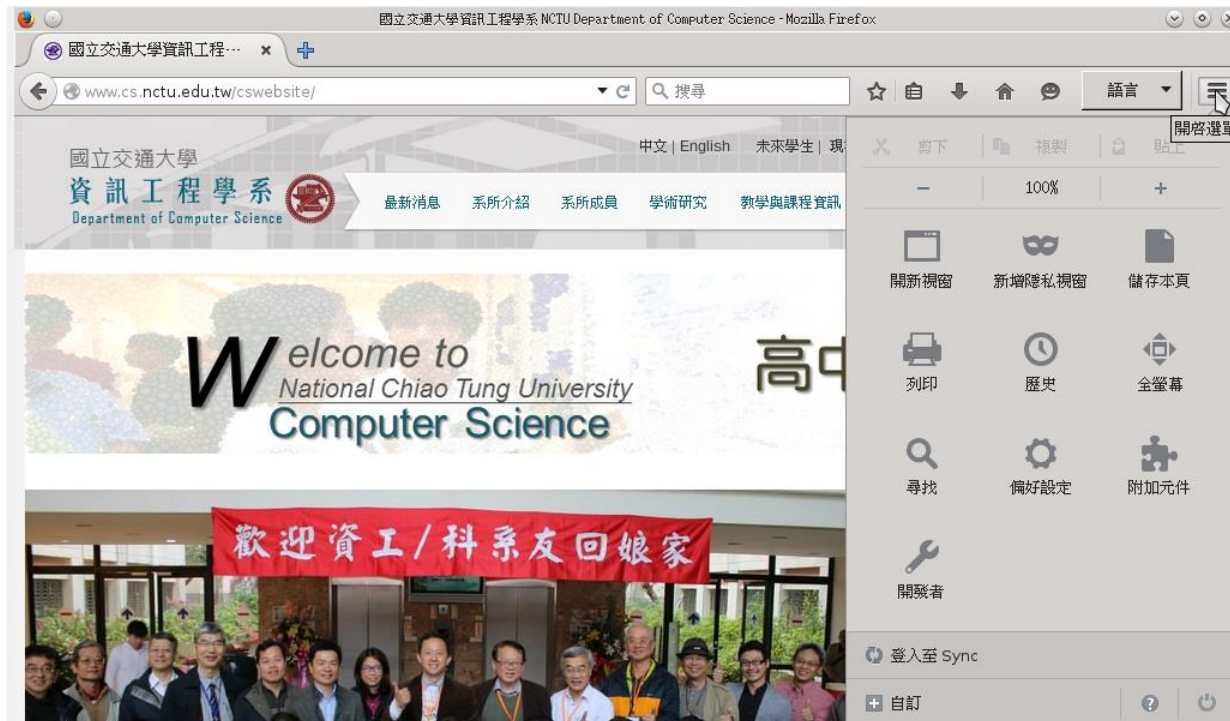 國立交通大學資訊工程學系 NCTU Department of Computer Science - Mozilla Firefox
國立交通大學資訊工程…
www.cs.nctu.edu.tw/cswebsite/
搜尋
語言
開啓選單
國立交通大學
資訊工程學系
Department of Computer Science
中文 | English 未來學生 | 現
最新消息 系所介紹 系所成員 學術研究 教學與課程資訊
剪下 複製 貼上
- 100% +
開新視窗 新增隱私視窗 儲存本頁
列印 歷史 全螢幕
尋找 偏好設定 附加元件
開發者
登入至 Sync
自訂
Welcome to
National Chiao Tung University
Computer Science
高中
歡迎資工/科系友回娘家